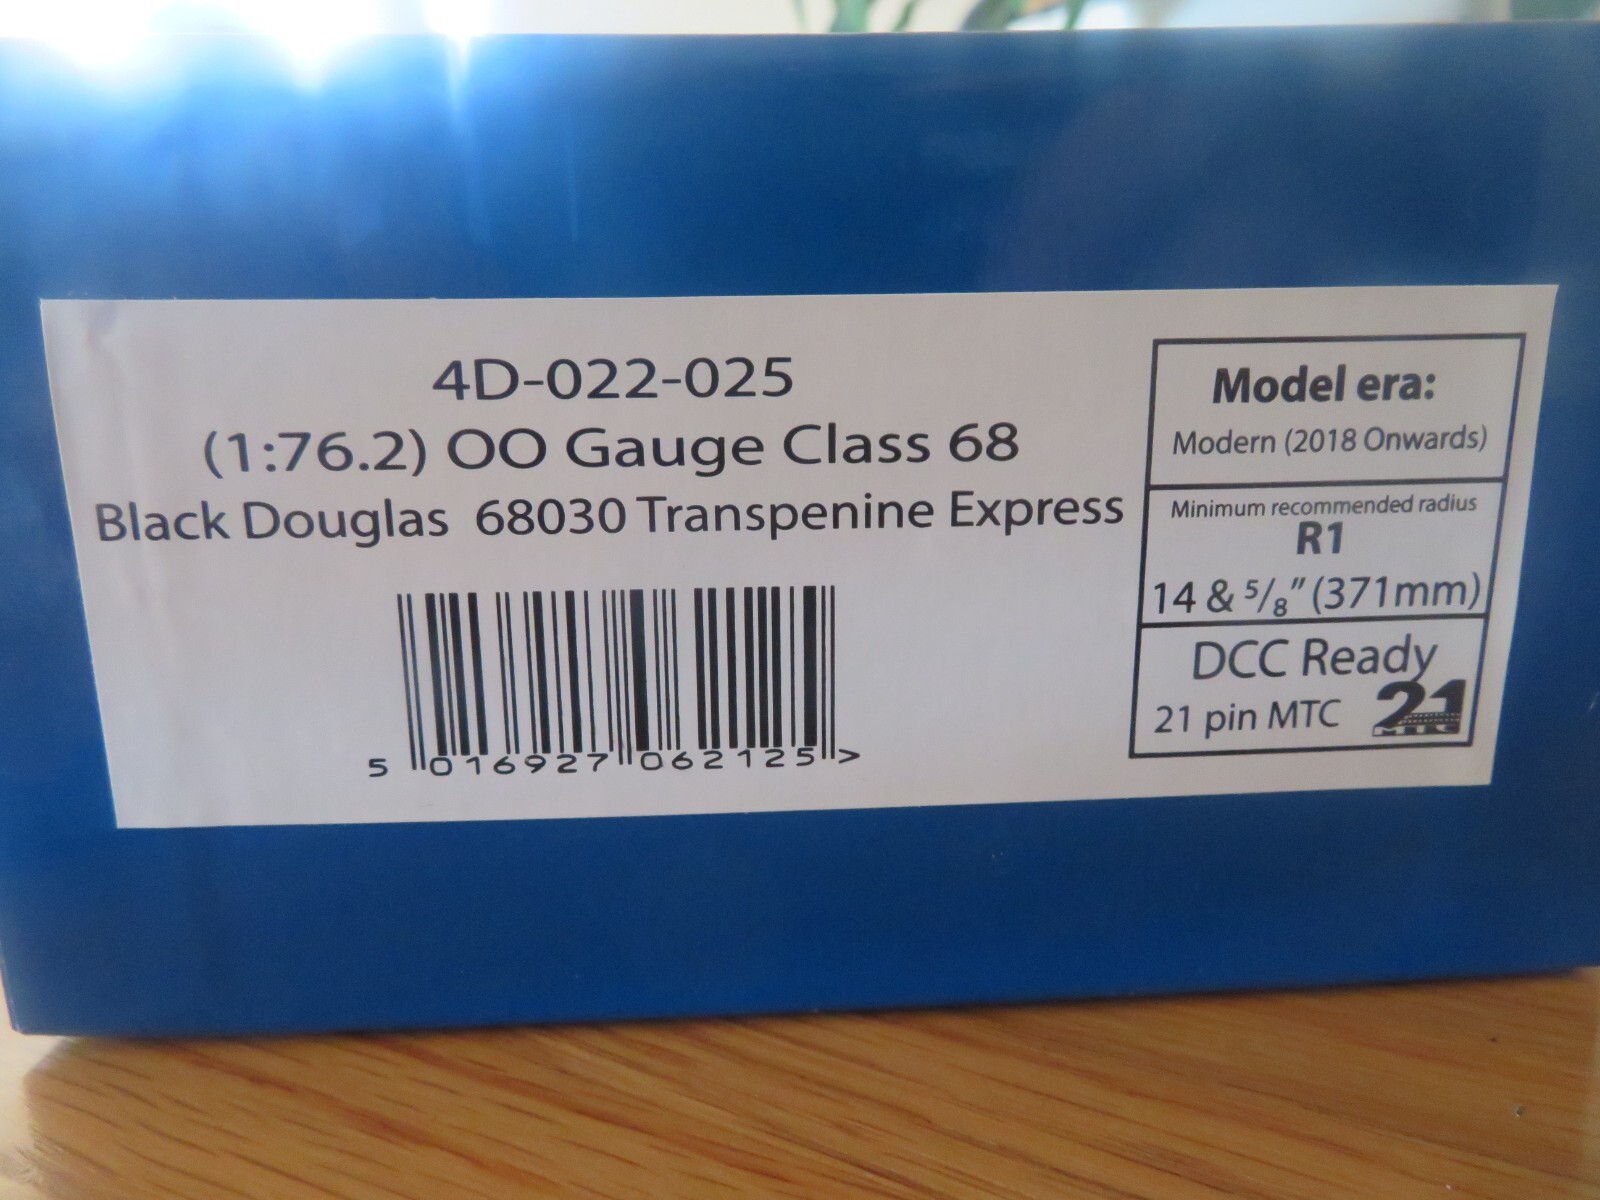 4D-022-025
(1:76.2) OO Gauge Class 68
Black Douglas 68030 Transpenine Express
5 016927 062125 >
Model era:
Modern (2018 Onwards)
Minimum recommended radius
R1
14 & 5/8" (371mm)
DCC Ready
21 pin MTC
21
MTC